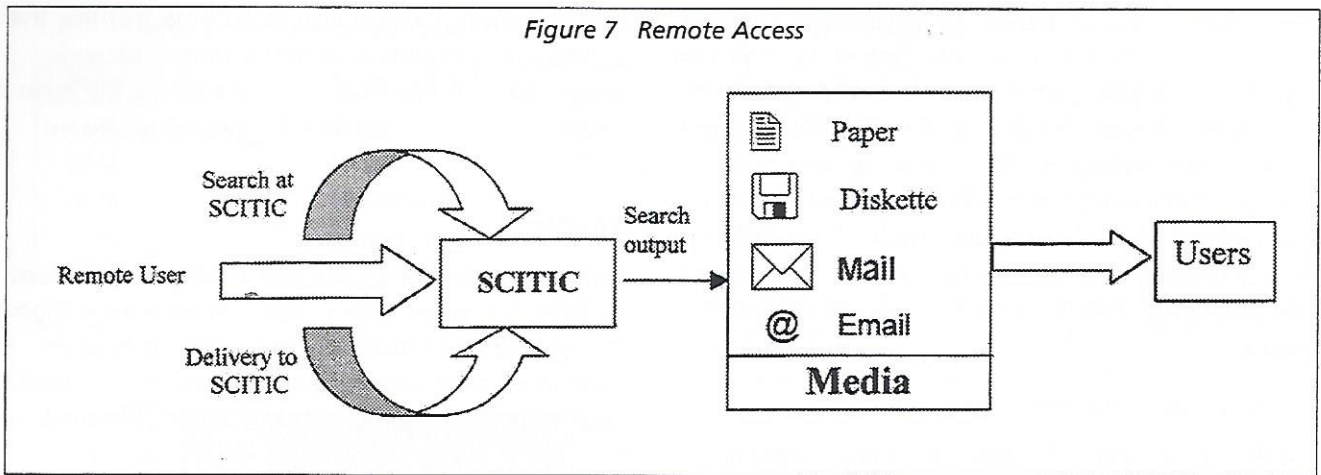 Figure 7 Remote Access
Search at
SCITIC
Remote User
Delivery to
SCITIC
SCITIC
Search
output
Paper
Diskette
Mail
@ Email
Media
Users